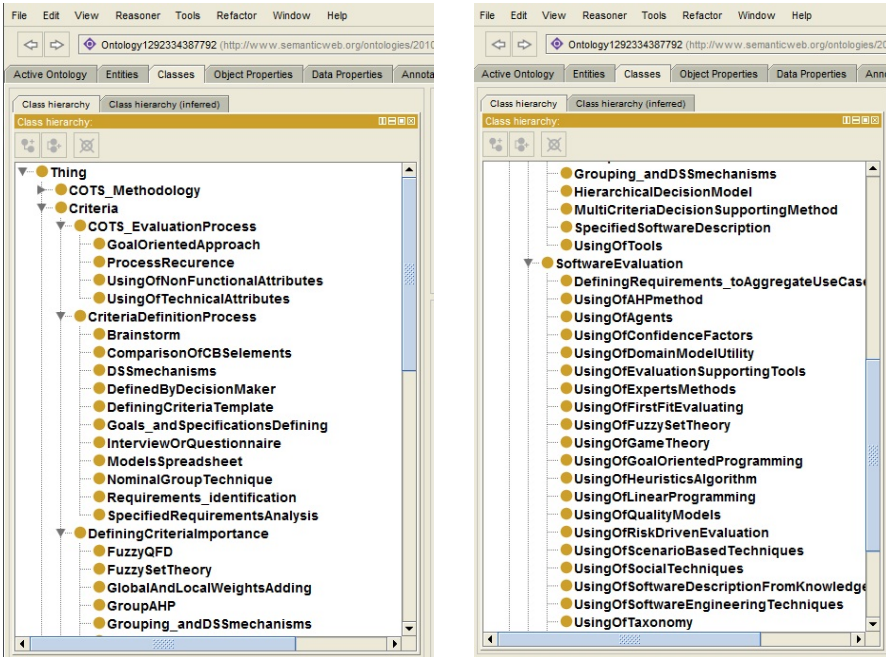 File Edit View Reasoner Tools Refactor Window Help
Ontology1292334387792 (http://www.semanticweb.org/ontologies/2010
Active Ontology Entities Classes Object Properties Data Properties Annota
Class hierarchy Class hierarchy (inferred)
Class hierarchy:
Thing
COTS_Methodology
Criteria
COTS_EvaluationProcess
GoalOrientedApproach
ProcessRecurence
UsingOfNonFunctionalAttributes
UsingOfTechnicalAttributes
CriteriaDefinitionProcess
Brainstorm
ComparisonOfCBSelements
DSSmechanisms
DefinedByDecisionMaker
DefiningCriteriaTemplate
Goals_andSpecificationsDefining
InterviewOrQuestionnaire
ModelsSpreadsheet
NominalGroupTechnique
Requirements_identification
SpecifiedRequirementsAnalysis
DefiningCriteriaImportance
FuzzyQFD
FuzzySetTheory
GlobalAndLocalWeightsAdding
GroupAHP
Grouping_andDSSmechanisms
File Edit View Reasoner Tools Refactor Window Help
Ontology1292334387792 (http://www.semanticweb.org/ontologies/20
Active Ontology Entities Classes Object Properties Data Properties Ann
Class hierarchy Class hierarchy (inferred)
Class hierarchy:
Grouping_andDSSmechanisms
HierarchicalDecisionModel
MultiCriteriaDecisionSupportingMethod
SpecifiedSoftwareDescription
UsingOfTools
SoftwareEvaluation
DefiningRequirements_toAggregateUseCase
UsingOfAHPmethod
UsingOfAgents
UsingOfConfidenceFactors
UsingOfDomainModelUtility
UsingOfEvaluationSupportingTools
UsingOfExpertsMethods
UsingOfFirstFitEvaluating
UsingOfFuzzySetTheory
UsingOfGameTheory
UsingOfGoalOrientedProgramming
UsingOfHeuristicsAlgorithm
UsingOfLinearProgramming
UsingOfQualityModels
UsingOfRiskDrivenEvaluation
UsingOfScenarioBasedTechniques
UsingOfSocialTechniques
UsingOfSoftwareDescriptionFromKnowledge
UsingOfSoftwareEngineeringTechniques
UsingOfTaxonomy